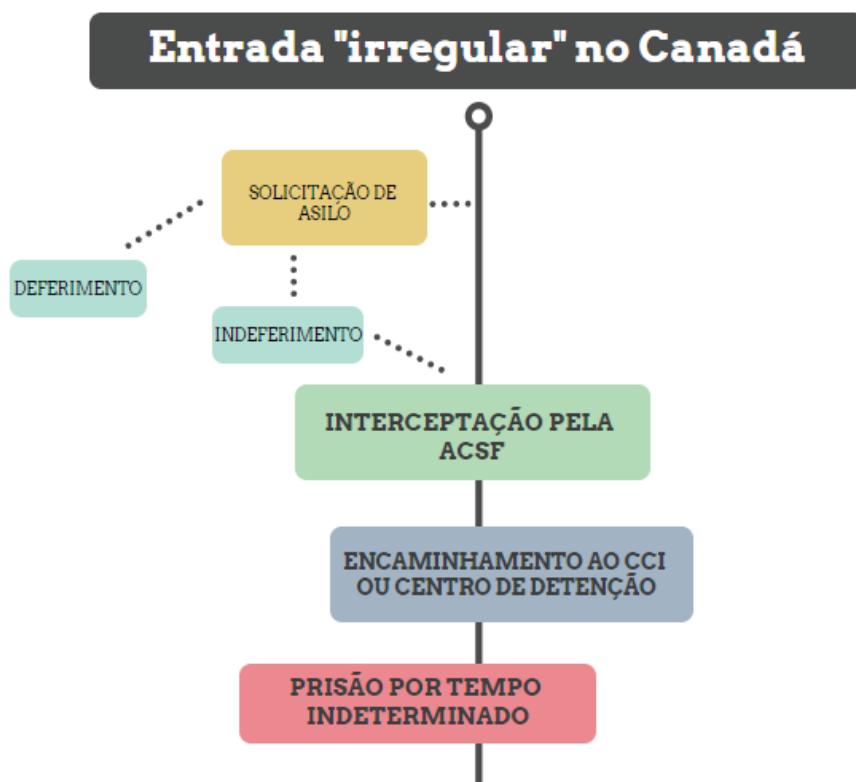 Entrada "irregular" no Canadá
SOLICITAÇÃO DE
ASILO
DEFERIMENTO
INDEFERIMENTO
INTERCEPTAÇÃO PELA
ACSF
ENCAMINHAMENTO AO CCI
OU CENTRO DE DETENÇÃO
PRISÃO POR TEMPO
INDETERMINADO